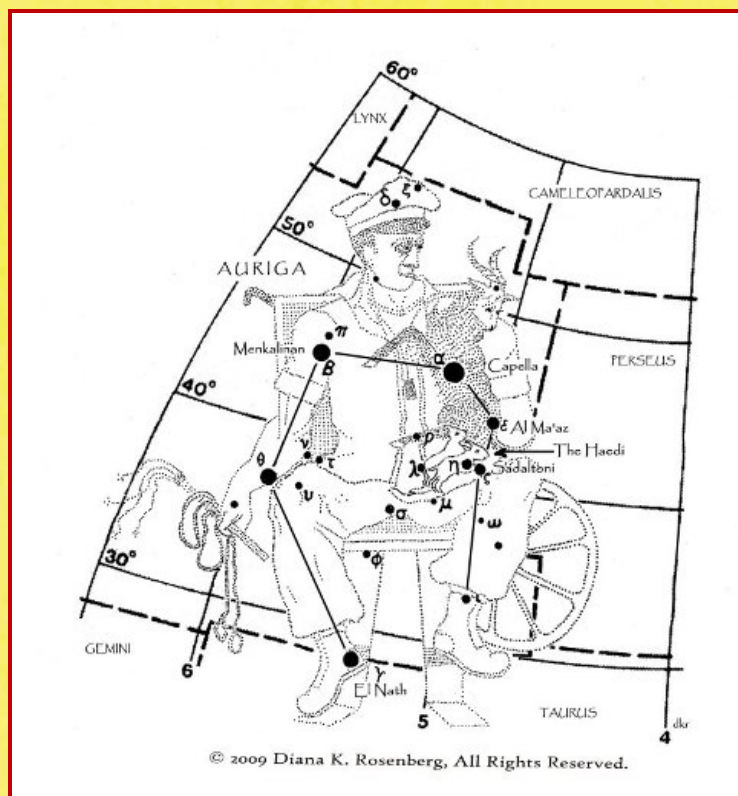 60°
LYNX
CAMELEOPARDALIS
ξ
δ
50°
AURIGA
π
Menkalinan
β
α
Capella
PERSEUS
40°
ε
Al Ma'az
ρ
The Haedi
ν
τ
λ
η
Sadaltoni
ζ
θ
υ
μ
σ
ω
30°
φ
ι
GEMINI
6
γ
El Nath
5
TAURUS
dkr
4
© 2009 Diana K. Rosenberg, All Rights Reserved.